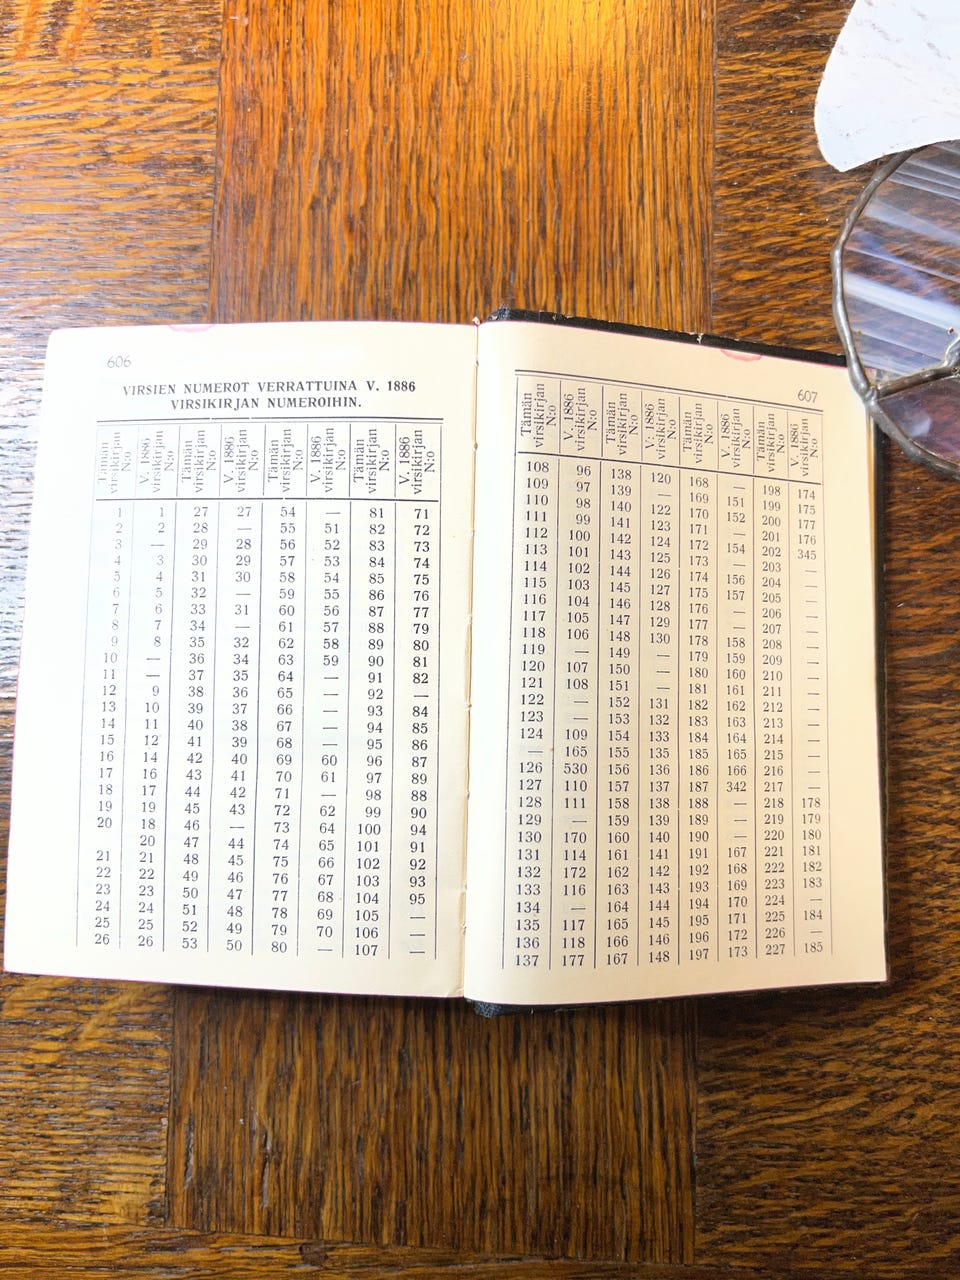 606
VIRSIEN NUMEROT VERRATTUINA V. 1886
VIRSIKIRJAN NUMEROIHIN.
Tämän virsikirjan N:o V. 1886 virsikirjan N:o Tämän virsikirjan N:o V. 1886 virsikirjan N:o Tämän virsikirjan N:o V. 1886 virsikirjan N:o Tämän virsikirjan N:o V. 1886 virsikirjan N:o
1 1 27 27 54 — 81 71
2 2 28 — 55 51 82 72
3 — 29 28 56 52 83 73
4 3 30 29 57 53 84 74
5 4 31 30 58 54 85 75
6 5 32 — 59 55 86 76
7 6 33 31 60 56 87 77
8 7 34 — 61 57 88 79
9 8 35 32 62 58 89 80
10 — 36 34 63 59 90 81
11 — 37 35 64 — 91 82
12 9 38 36 65 — 92 —
13 10 39 37 66 — 93 84
14 11 40 38 67 — 94 85
15 12 41 39 68 — 95 86
16 14 42 40 69 60 96 87
17 16 43 41 70 61 97 89
18 17 44 42 71 — 98 88
19 19 45 43 72 62 99 90
20 18 46 — 73 64 100 94
20 47 44 74 65 101 91
21 21 48 45 75 66 102 92
22 22 49 46 76 67 103 93
23 23 50 47 77 68 104 95
24 24 51 48 78 69 105 —
25 25 52 49 79 70 106 —
26 26 53 50 80 — 107 —
607
Tämän virsikirjan N:o V. 1886 virsikirjan N:o Tämän virsikirjan N:o V. 1886 virsikirjan N:o Tämän virsikirjan N:o V. 1886 virsikirjan N:o Tämän virsikirjan N:o V. 1886 virsikirjan N:o
108 96 138 120 168 — 198 174
109 97 139 — 169 151 199 175
110 98 140 122 170 152 200 177
111 99 141 123 171 — 201 176
112 100 142 124 172 154 202 345
113 101 143 125 173 — 203 —
114 102 144 126 174 156 204 —
115 103 145 127 175 157 205 —
116 104 146 128 176 — 206 —
117 105 147 129 177 — 207 —
118 106 148 130 178 158 208 —
119 — 149 — 179 159 209 —
120 107 150 — 180 160 210 —
121 108 151 — 181 161 211 —
122 — 152 131 182 162 212 —
123 — 153 132 183 163 213 —
124 109 154 133 184 164 214 —
— 165 155 135 185 165 215 —
126 530 156 136 186 166 216 —
127 110 157 137 187 342 217 —
128 111 158 138 188 — 218 178
129 — 159 139 189 — 219 179
130 170 160 140 190 — 220 180
131 114 161 141 191 167 221 181
132 172 162 142 192 168 222 182
133 116 163 143 193 169 223 183
134 — 164 144 194 170 224 —
135 117 165 145 195 171 225 184
136 118 166 146 196 172 226 —
137 177 167 148 197 173 227 185